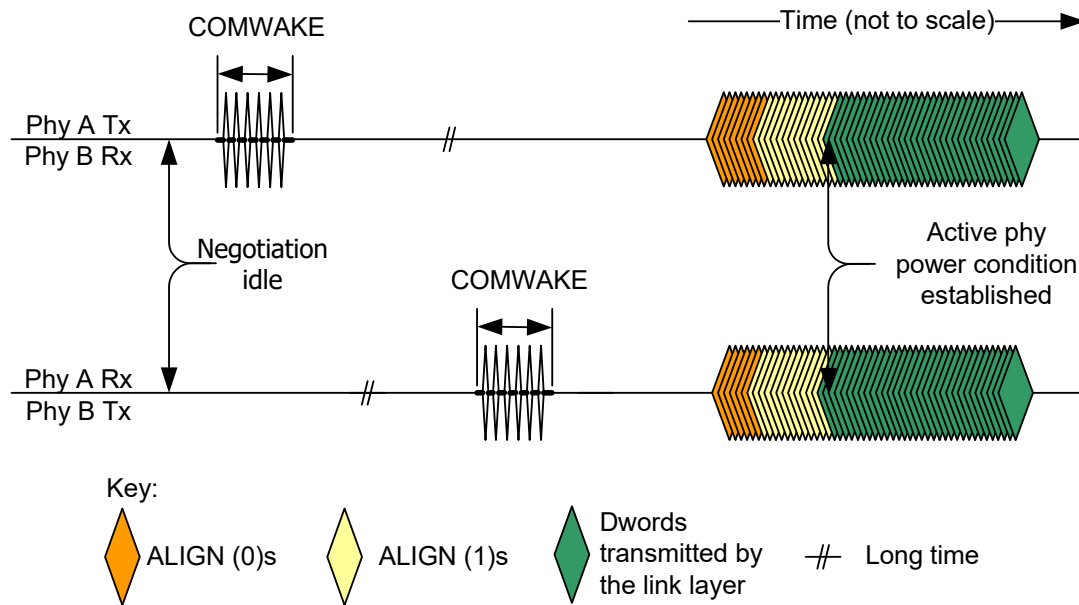 Time (not to scale)
COMWAKE
Phy A Tx
Phy B Rx
Negotiation
idle
Active phy
power condition
established
COMWAKE
Phy A Rx
Phy B Tx
Key:
ALIGN (0)s
ALIGN (1)s
Dwords
transmitted by
the link layer
Long time